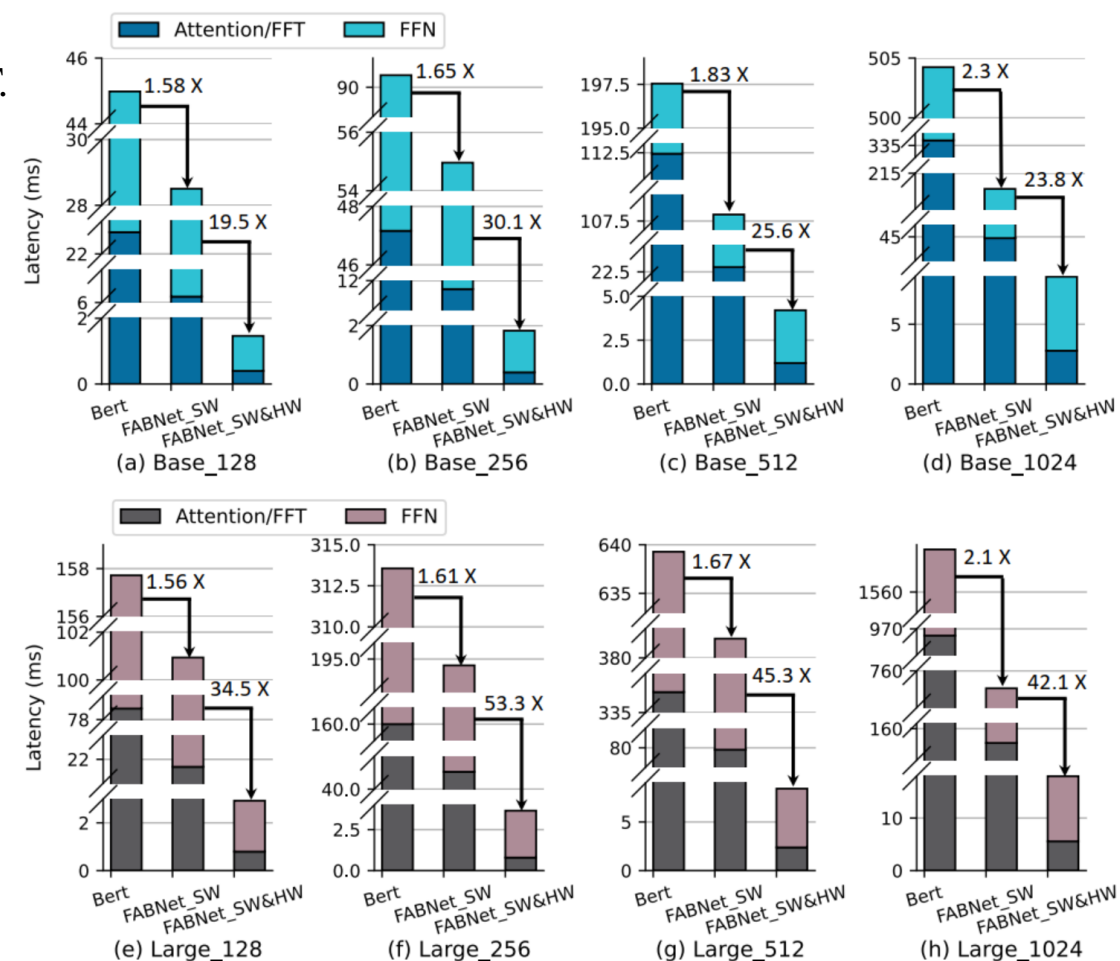 Attention/FFT FFN
Latency (ms)
46
44
30
28
22
6
2
0
1.58 X
19.5 X
Bert
FABNet_SW
FABNet_SW&HW
(a) Base_128
90
56
54
48
46
12
2
0
1.65 X
30.1 X
Bert
FABNet_SW
FABNet_SW&HW
(b) Base_256
197.5
195.0
112.5
107.5
22.5
5.0
2.5
0.0
1.83 X
25.6 X
Bert
FABNet_SW
FABNet_SW&HW
(c) Base_512
505
500
335
215
45
5
0
2.3 X
23.8 X
Bert
FABNet_SW
FABNet_SW&HW
(d) Base_1024
Attention/FFT FFN
Latency (ms)
158
156
102
100
78
22
2
0
1.56 X
34.5 X
Bert
FABNet_SW
FABNet_SW&HW
(e) Large_128
315.0
312.5
310.0
195.0
160.0
40.0
2.5
0.0
1.61 X
53.3 X
Bert
FABNet_SW
FABNet_SW&HW
(f) Large_256
640
635
380
335
80
5
0
1.67 X
45.3 X
Bert
FABNet_SW
FABNet_SW&HW
(g) Large_512
1560
970
760
160
10
0
2.1 X
42.1 X
Bert
FABNet_SW
FABNet_SW&HW
(h) Large_1024